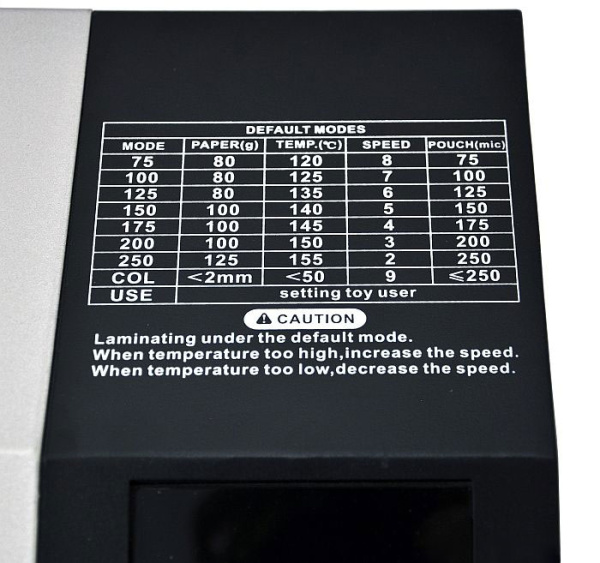 DEFAULT MODES
MODE PAPER(g) TEMP.(℃) SPEED POUCH(mic)
75 80 120 8 75
100 80 125 7 100
125 80 135 6 125
150 100 140 5 150
175 100 145 4 175
200 100 150 3 200
250 125 155 2 250
COL <2mm <50 9 ≤250
USE setting toy user
CAUTION
Laminating under the default mode.
When temperature too high,increase the speed.
When temperature too low,decrease the speed.